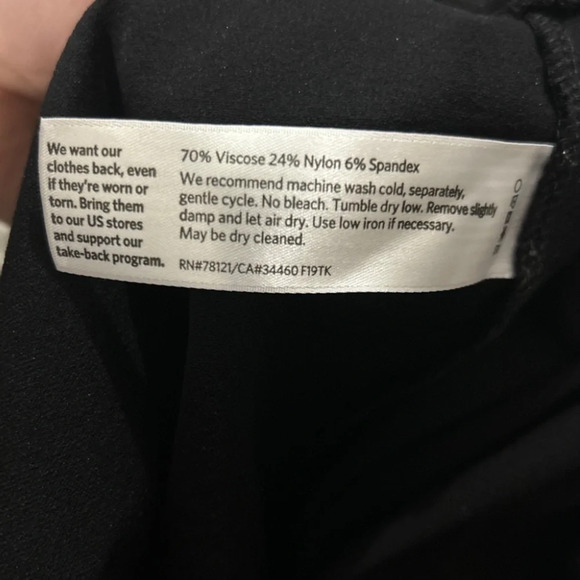 We want our
clothes back, even
if they're worn or
torn. Bring them
to our US stores
and support our
take-back program.
70% Viscose 24% Nylon 6% Spandex
We recommend machine wash cold, separately,
gentle cycle. No bleach. Tumble dry low. Remove slightly
damp and let air dry. Use low iron if necessary.
May be dry cleaned.
RN#78121/CA#34460 F19TK